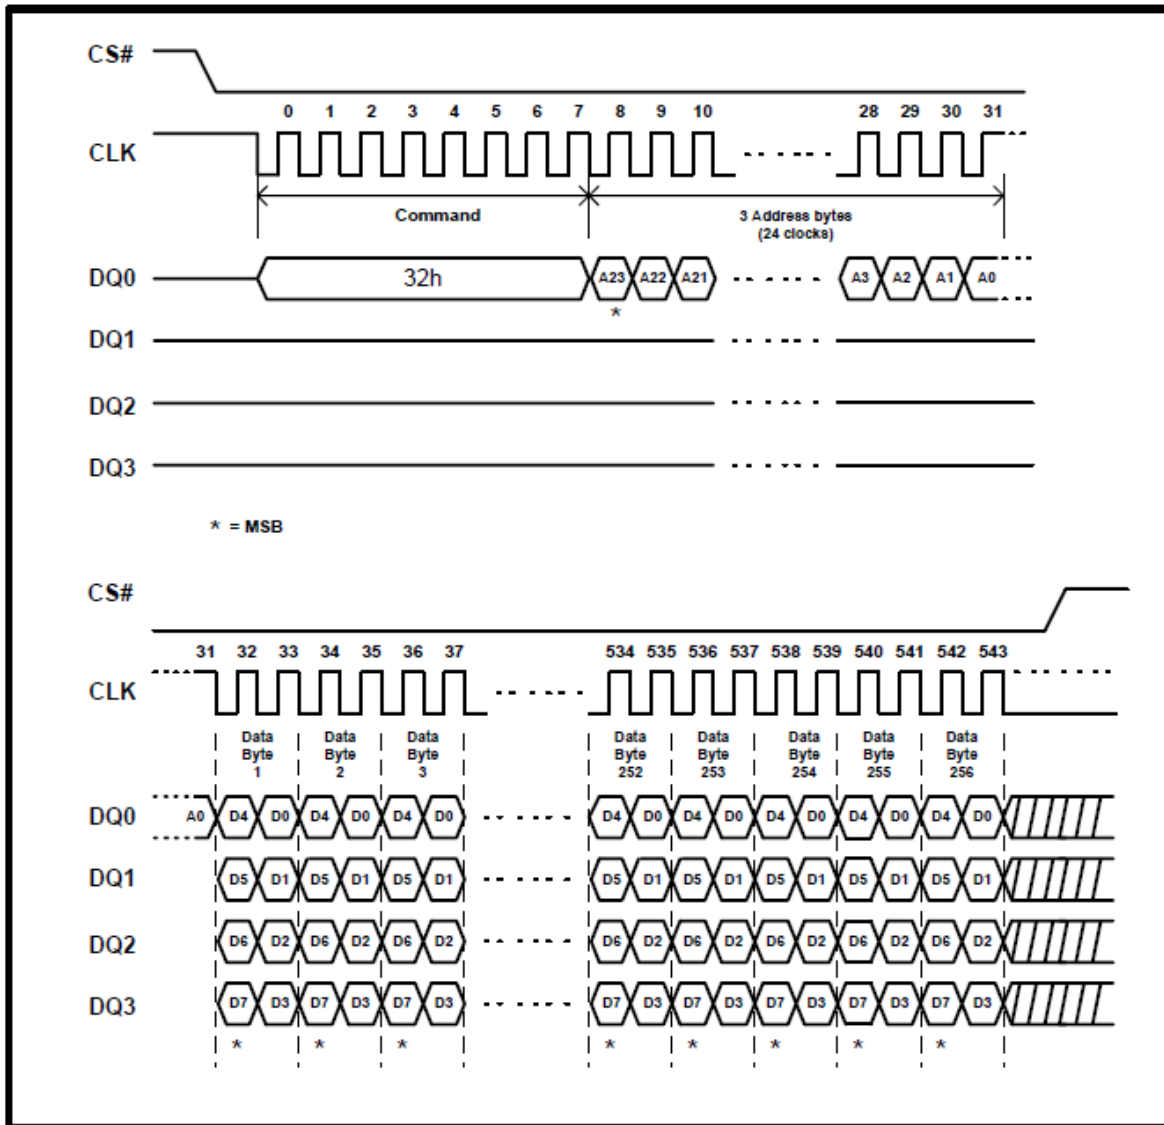 CS#
0 1 2 3 4 5 6 7 8 9 10 28 29 30 31
CLK
Command
3 Address bytes
(24 clocks)
DQ0 32h A23 A22 A21 A3 A2 A1 A0
*
DQ1
DQ2
DQ3
* = MSB
CS#
31 32 33 34 35 36 37 534 535 536 537 538 539 540 541 542 543
CLK
Data Data Data Data Data Data Data Data
Byte Byte Byte Byte Byte Byte Byte Byte
1 2 3 252 253 254 255 256
DQ0 A0 D4 D0 D4 D0 D4 D0 D4 D0 D4 D0 D4 D0 D4 D0 D4 D0
DQ1 D5 D1 D5 D1 D5 D1 D5 D1 D5 D1 D5 D1 D5 D1 D5 D1
DQ2 D6 D2 D6 D2 D6 D2 D6 D2 D6 D2 D6 D2 D6 D2 D6 D2
DQ3 D7 D3 D7 D3 D7 D3 D7 D3 D7 D3 D7 D3 D7 D3 D7 D3
* * * * * * * *